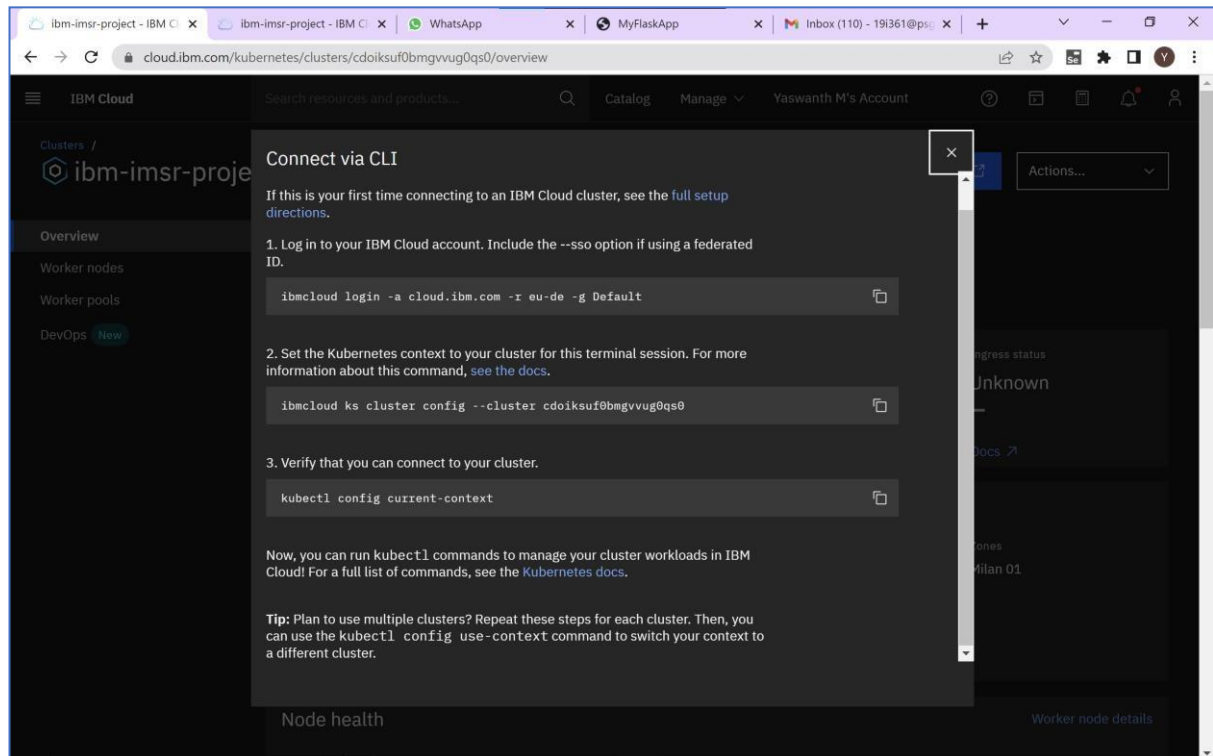 ibm-imsr-project - IBM Cl
ibm-imsr-project - IBM Cl
WhatsApp
MyFlaskApp
Inbox (110) - 19i361@psg
cloud.ibm.com/kubernetes/clusters/cdoiksuf0bmgvvug0qs0/overview
Y
IBM Cloud
Search resources and products...
Catalog
Manage
Yaswanth M's Account
Clusters /
ibm-imsr-proje
Actions...
Overview
Worker nodes
Worker pools
DevOps New
Connect via CLI
If this is your first time connecting to an IBM Cloud cluster, see the full setup
directions.
1. Log in to your IBM Cloud account. Include the --sso option if using a federated
ID.
ibmcloud login -a cloud.ibm.com -r eu-de -g Default
2. Set the Kubernetes context to your cluster for this terminal session. For more
information about this command, see the docs.
ibmcloud ks cluster config --cluster cdoiksuf0bmgvvug0qs0
3. Verify that you can connect to your cluster.
kubectl config current-context
Now, you can run kubectl commands to manage your cluster workloads in IBM
Cloud! For a full list of commands, see the Kubernetes docs.
Tip: Plan to use multiple clusters? Repeat these steps for each cluster. Then, you
can use the kubectl config use-context command to switch your context to
a different cluster.
ngress status
Unknown
Docs
Zones
Milan 01
Node health
Worker node details